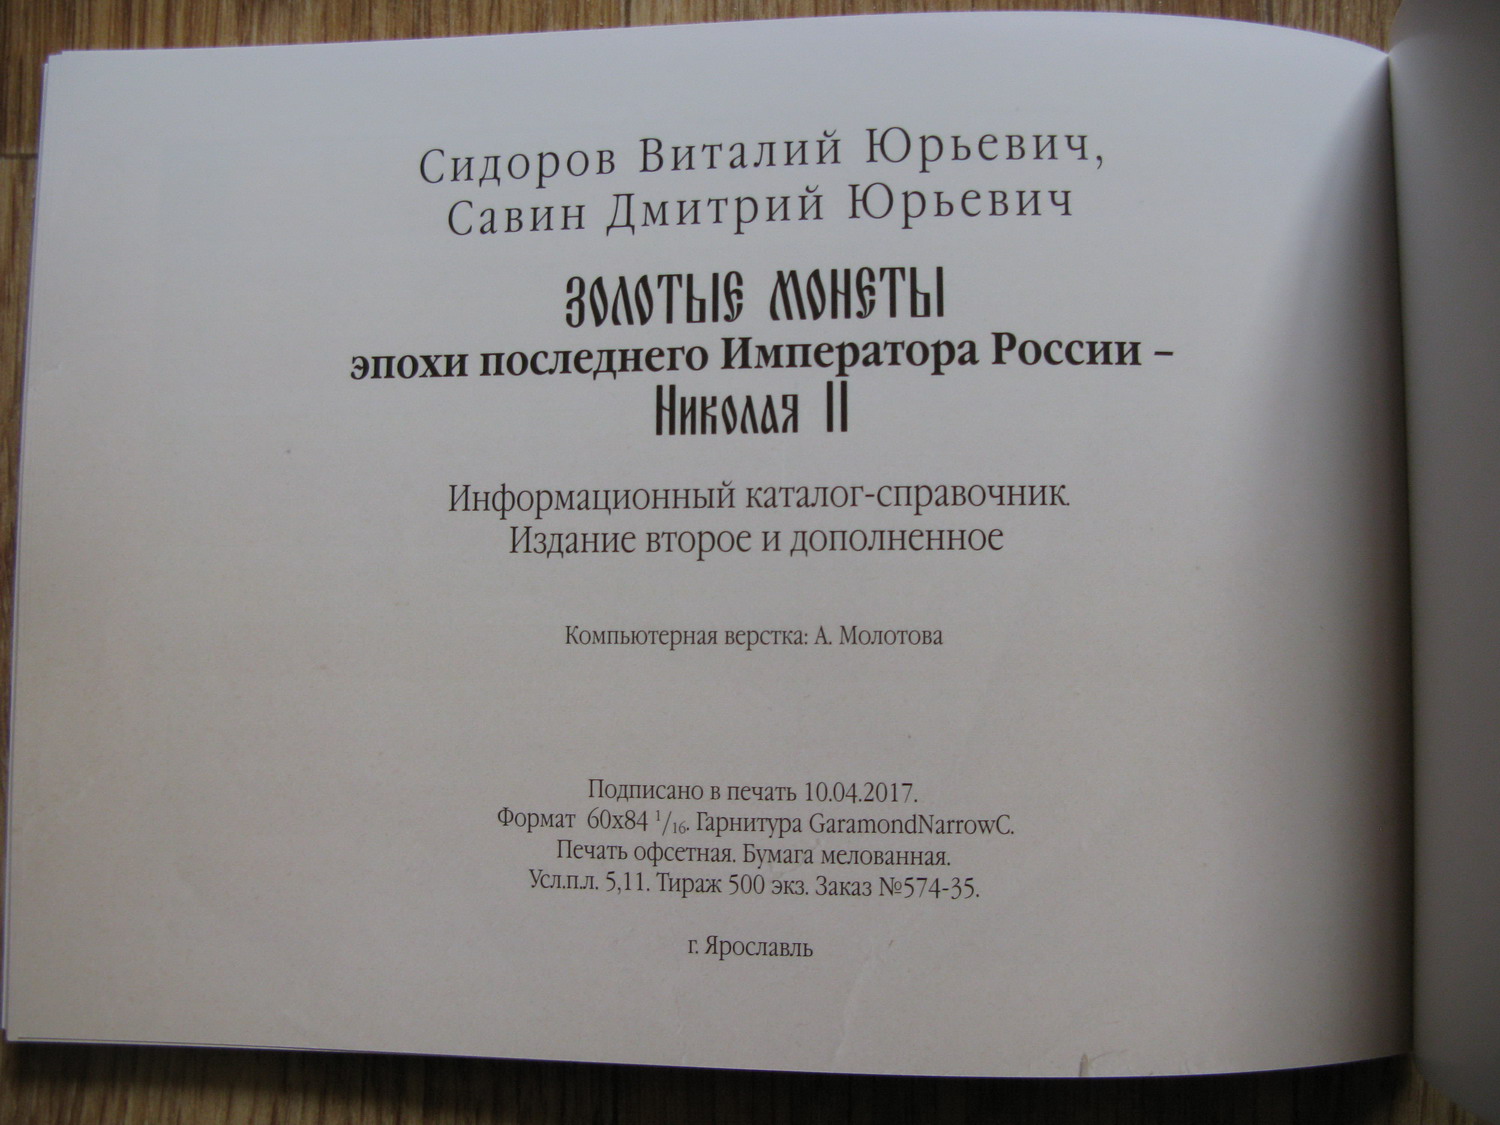 Сидоров Виталий Юрьевич,
Савин Дмитрий Юрьевич
ЗОЛОТЫЕ МОНЕТЫ
эпохи последнего Императора России –
Николая II
Информационный каталог-справочник.
Издание второе и дополненное
Компьютерная верстка: А. Молотова
Подписано в печать 10.04.2017.
Формат 60х84 1/16. Гарнитура GaramondNarrowC.
Печать офсетная. Бумага мелованная.
Усл.п.л. 5,11. Тираж 500 экз. Заказ №574-35.
г. Ярославль